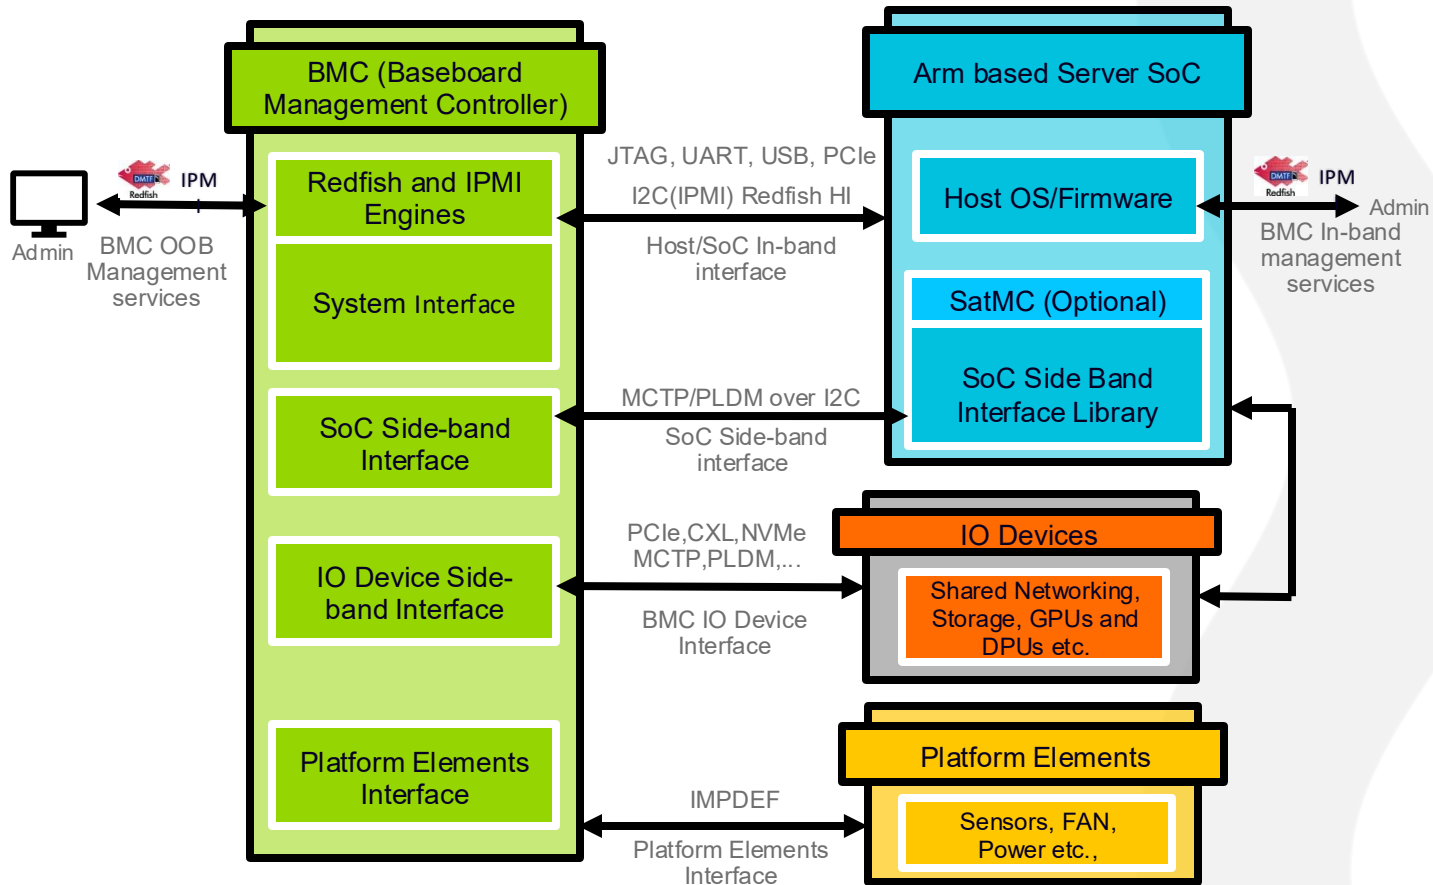 BMC (Baseboard
Management Controller)
Arm based Server SoC
DMTF
Redfish
IPM
Admin
BMC OOB
Management
services
Redfish and IPMI
Engines
System Interface
JTAG, UART, USB, PCIe
I2C(IPMI) Redfish HI
Host/SoC In-band
interface
Host OS/Firmware
DMTF
Redfish
IPM
Admin
BMC In-band
management
services
SatMC (Optional)
SoC Side Band
Interface Library
SoC Side-band
Interface
MCTP/PLDM over I2C
SoC Side-band
interface
IO Device Side-
band Interface
PCIe,CXL,NVMe
MCTP,PLDM,...
BMC IO Device
Interface
IO Devices
Shared Networking,
Storage, GPUs and
DPUs etc.
Platform Elements
Interface
IMPDEF
Platform Elements
Interface
Platform Elements
Sensors, FAN,
Power etc.,